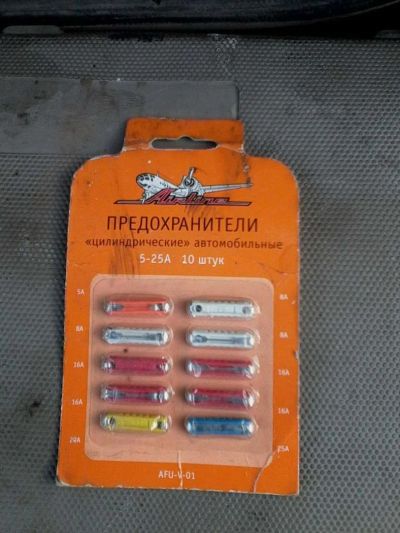 Airline
ПРЕДОХРАНИТЕЛИ
«цилиндрические» автомобильные
5-25А 10 штук
5А 8А
8А 8А
16А 16А
16А 16А
20А 25А
AFU-V-01